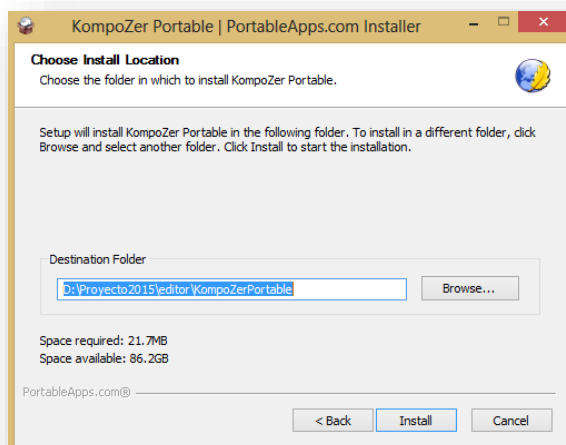 KompoZer Portable | PortableApps.com Installer
Choose Install Location
Choose the folder in which to install KompoZer Portable.
Setup will install KompoZer Portable in the following folder. To install in a different folder, click
Browse and select another folder. Click Install to start the installation.
Destination Folder
D:\Proyecto2015\editor\KompoZerPortable
Browse...
Space required: 21.7MB
Space available: 86.2GB
PortableApps.com®
< Back
Install
Cancel